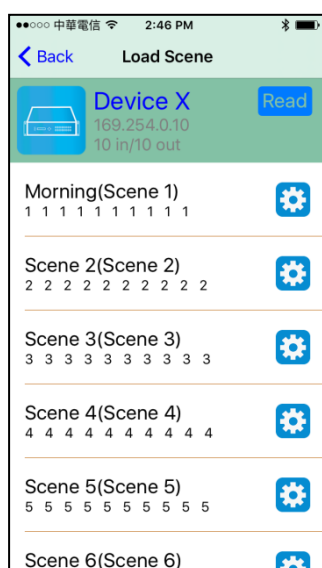 中華電信 2:46 PM
Back Load Scene
Device X Read
169.254.0.10
10 in/10 out
Morning(Scene 1)
1 1 1 1 1 1 1 1 1 1
Scene 2(Scene 2)
2 2 2 2 2 2 2 2 2 2
Scene 3(Scene 3)
3 3 3 3 3 3 3 3 3 3
Scene 4(Scene 4)
4 4 4 4 4 4 4 4 4 4
Scene 5(Scene 5)
5 5 5 5 5 5 5 5 5 5
Scene 6(Scene 6)